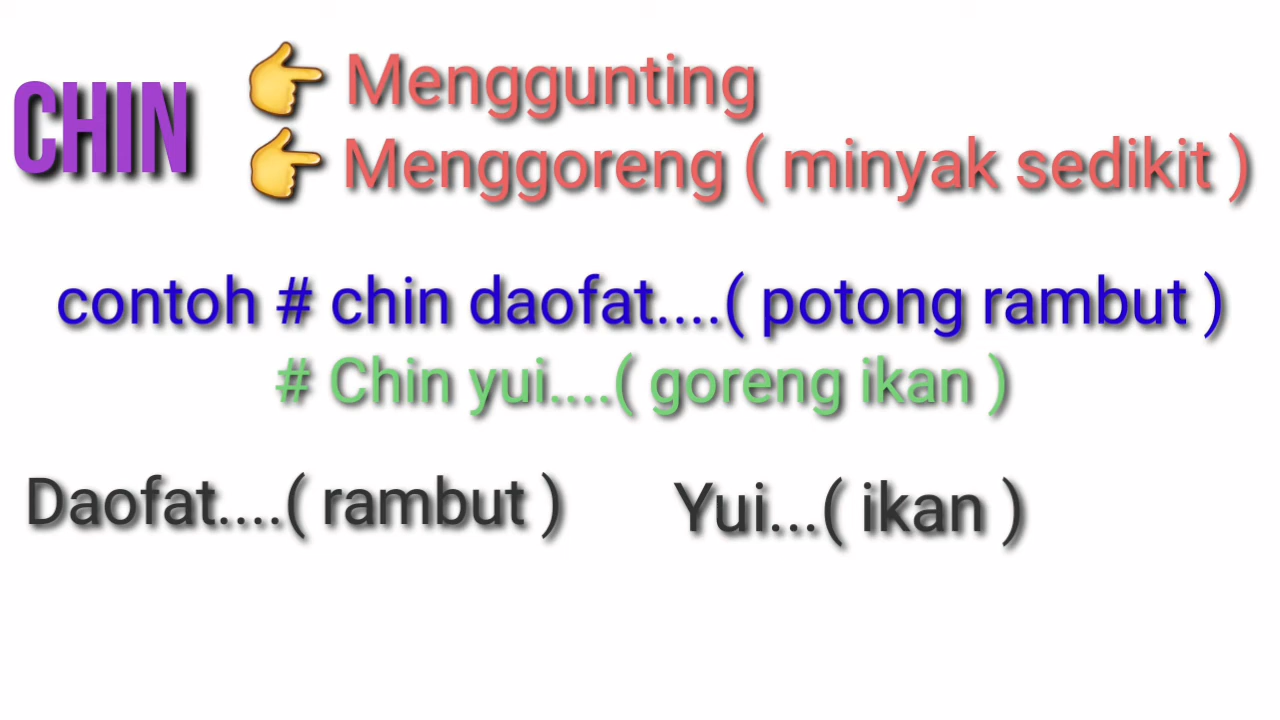 CHIN
👉 Menggunting
👉 Menggoreng ( minyak sedikit )
contoh # chin daofat....( potong rambut )
# Chin yui....( goreng ikan )
Daofat....( rambut ) Yui...( ikan )